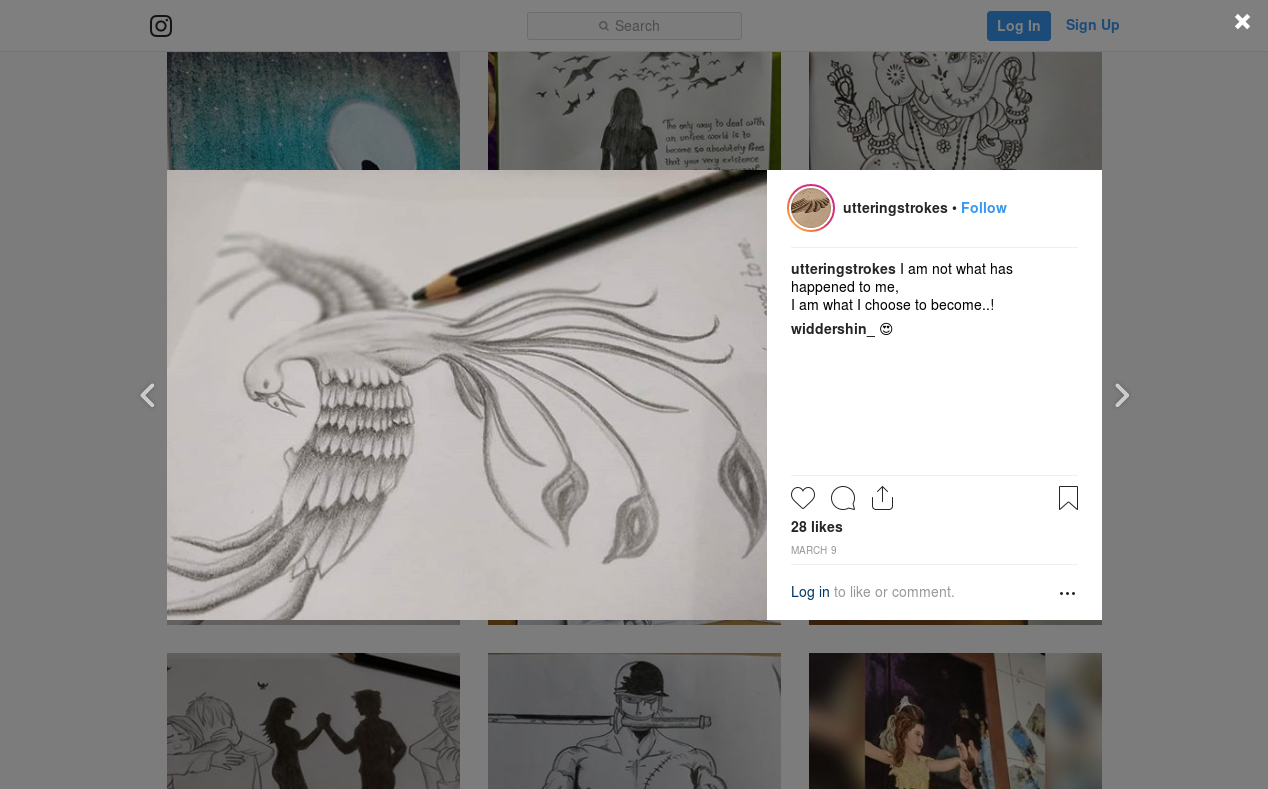 Search
Log In
Sign Up
The only way to deal with
an unfree world is to
become so absolutely free
that your very existence
utteringstrokes • Follow
utteringstrokes I am not what has
happened to me,
I am what I choose to become..!
widdershin_ 😍
28 likes
MARCH 9
Log in to like or comment.